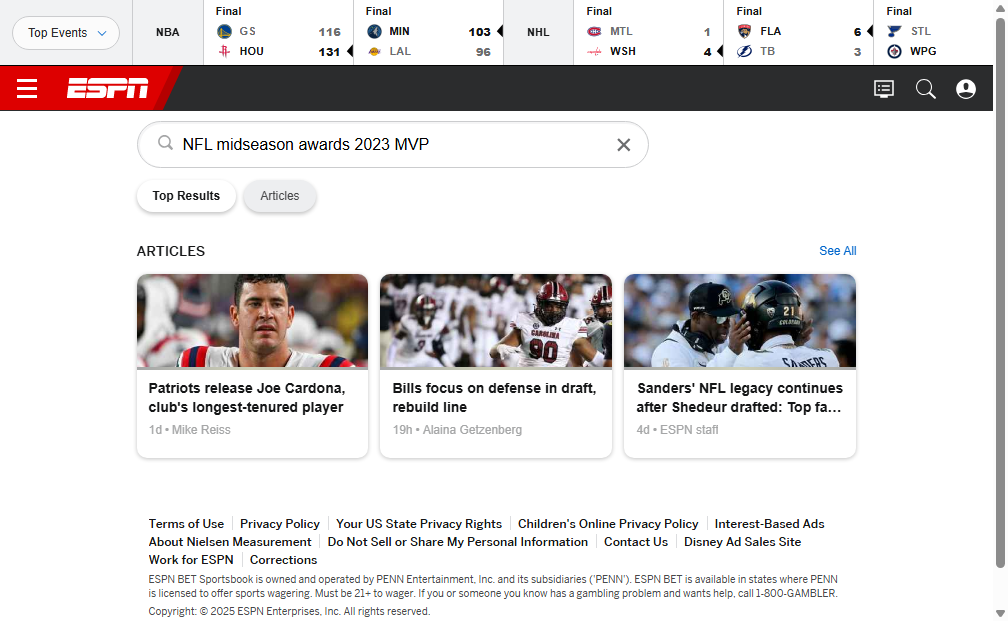 Top Events
NBA
Final
GS 116
HOU 131
Final
MIN 103
LAL 96
NHL
Final
MTL 1
WSH 4
Final
FLA 6
TB 3
Final
STL
WPG
ESPN
NFL midseason awards 2023 MVP
Top Results
Articles
ARTICLES
See All
Patriots release Joe Cardona,
club's longest-tenured player
1d • Mike Reiss
CAROLINA
90
Bills focus on defense in draft,
rebuild line
19h • Alaina Getzenberg
21
SANDERS
Sanders' NFL legacy continues
after Shedeur drafted: Top fa...
4d • ESPN staff
Terms of Use Privacy Policy Your US State Privacy Rights Children's Online Privacy Policy Interest-Based Ads
About Nielsen Measurement Do Not Sell or Share My Personal Information Contact Us Disney Ad Sales Site
Work for ESPN Corrections
ESPN BET Sportsbook is owned and operated by PENN Entertainment, Inc. and its subsidiaries ('PENN'). ESPN BET is available in states where PENN
is licensed to offer sports wagering. Must be 21+ to wager. If you or someone you know has a gambling problem and wants help, call 1-800-GAMBLER.
Copyright: © 2025 ESPN Enterprises, Inc. All rights reserved.